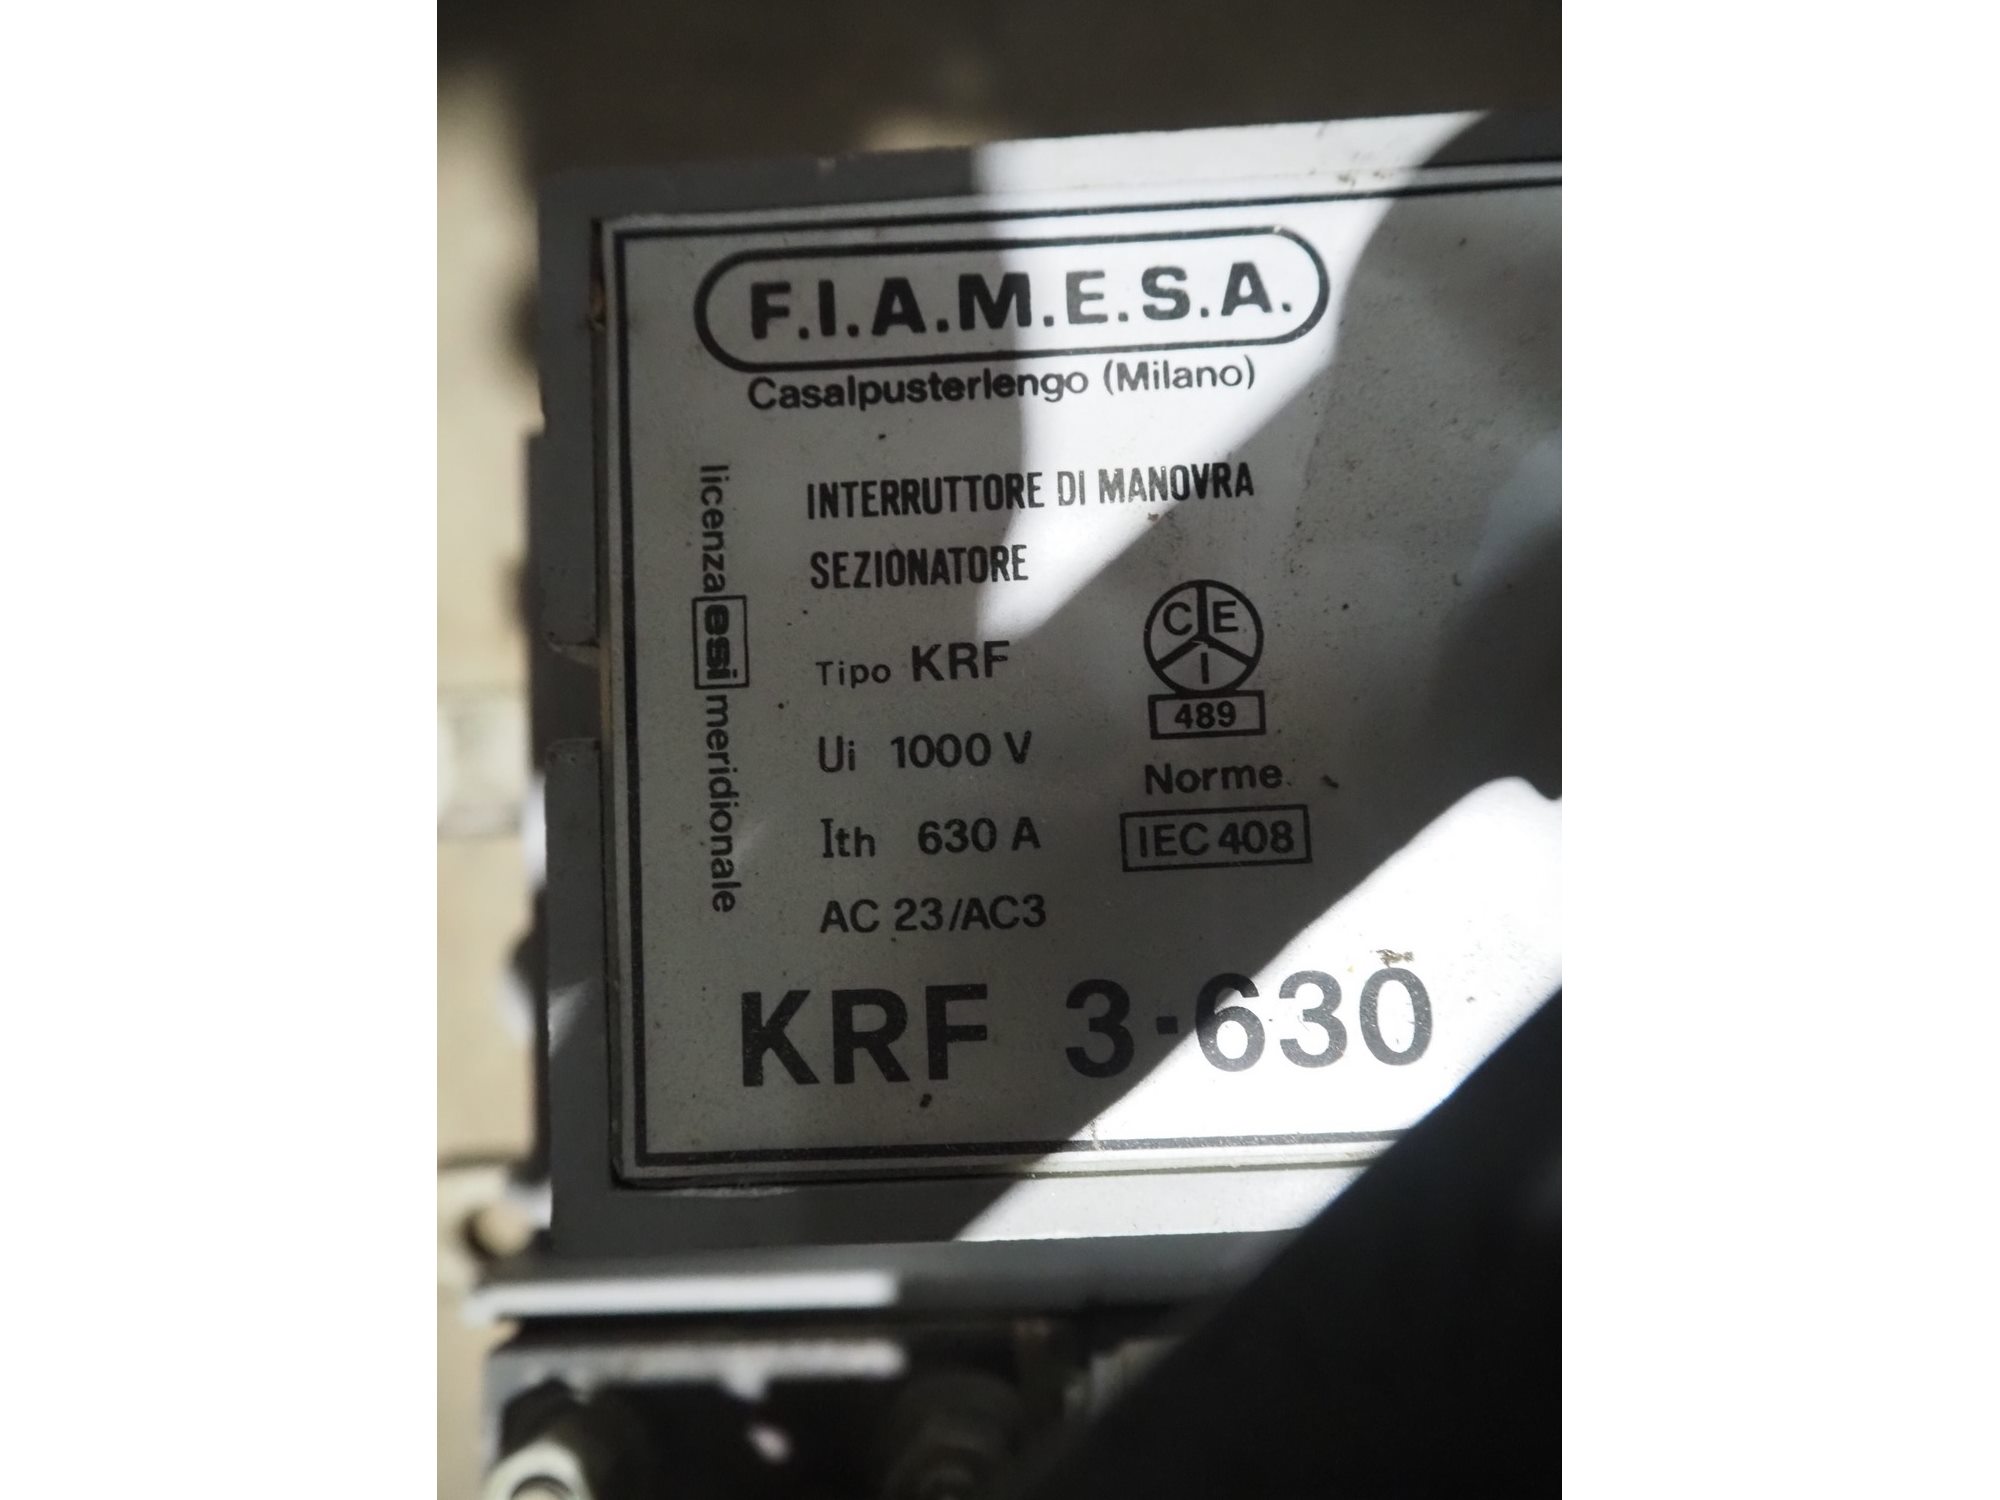 F.I.A.M.E.S.A.
Casalpusterlengo (Milano)
licenza esi meridionale
INTERRUTTORE DI MANOVRA
SEZIONATORE
Tipo KRF
Ui 1000 V
Ith 630 A
AC 23/AC3
C E I
489
Norme
IEC 408
KRF 3·630